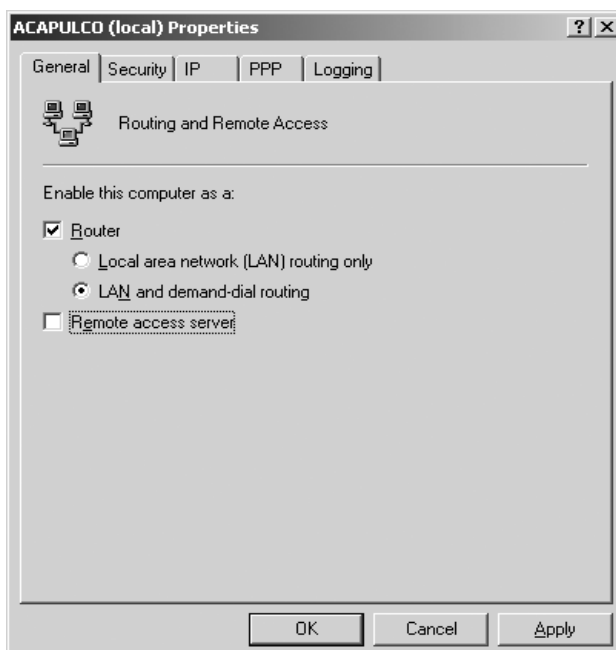 ACAPULCO (local) Properties
General Security IP PPP Logging
Routing and Remote Access
Enable this computer as a:
Router
Local area network (LAN) routing only
LAN and demand-dial routing
Remote access server
OK Cancel Apply